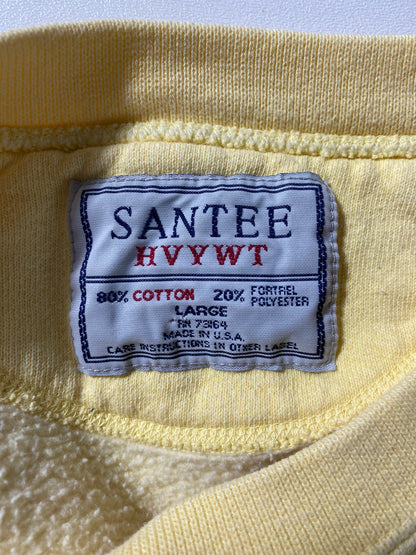 SANTEE
HVYWT
80% COTTON 20% FORTREL POLYESTER
LARGE
RN 73164
MADE IN U.S.A.
CARE INSTRUCTIONS IN OTHER LABEL